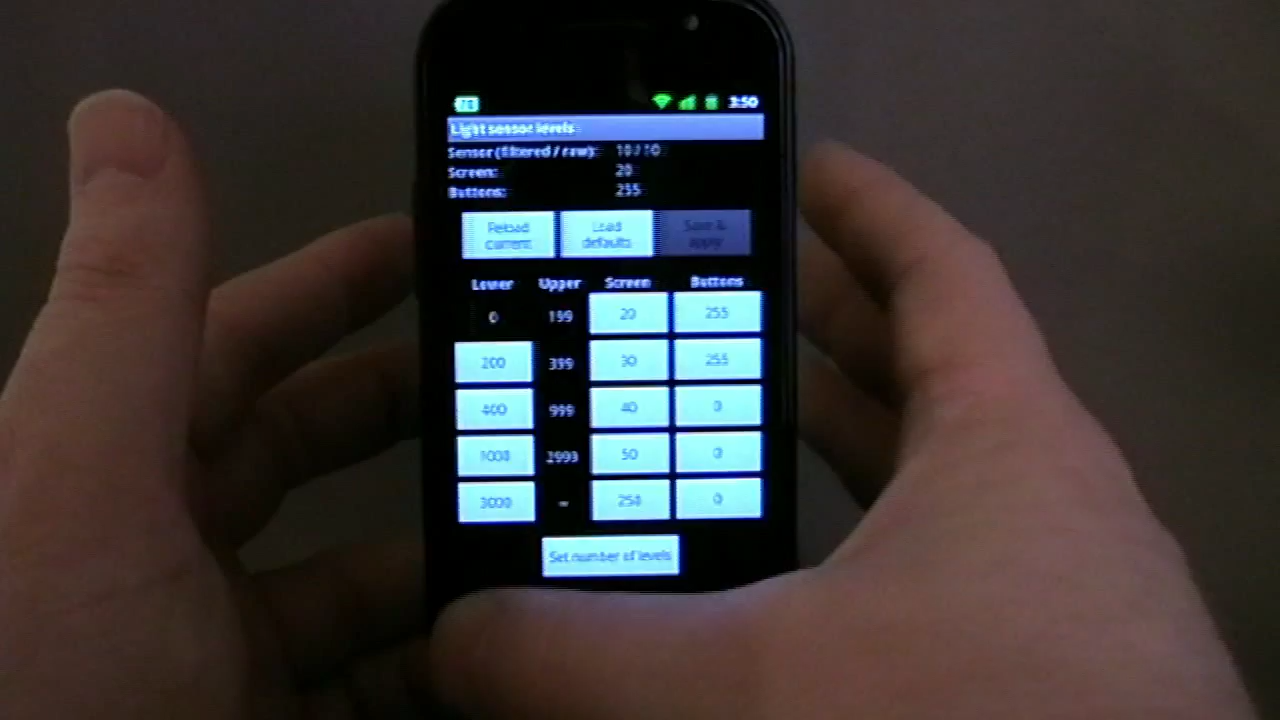 3:50
Light sensor levels
Sensor (filtered / raw): 10 / 10
Screen: 20
Buttons: 255
Reload current
Load defaults
Save & Apply
Lower Upper Screen Buttons
0 199 20 255
200 399 30 255
400 999 40 0
1000 2999 50 0
3000 250 0
Set number of levels